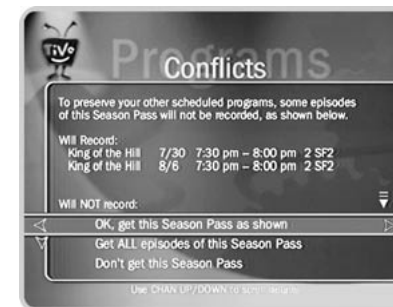 TiVo
Programs
Conflicts
To preserve your other scheduled programs, some episodes
of this Season Pass will not be recorded, as shown below.
Will Record:
King of the Hill 7/30 7:30 pm – 8:00 pm 2 SF2
King of the Hill 8/6 7:30 pm – 8:00 pm 2 SF2
Will NOT record:
OK, get this Season Pass as shown
Get ALL episodes of this Season Pass
Don't get this Season Pass
Use CHAN UP/DOWN to scroll details